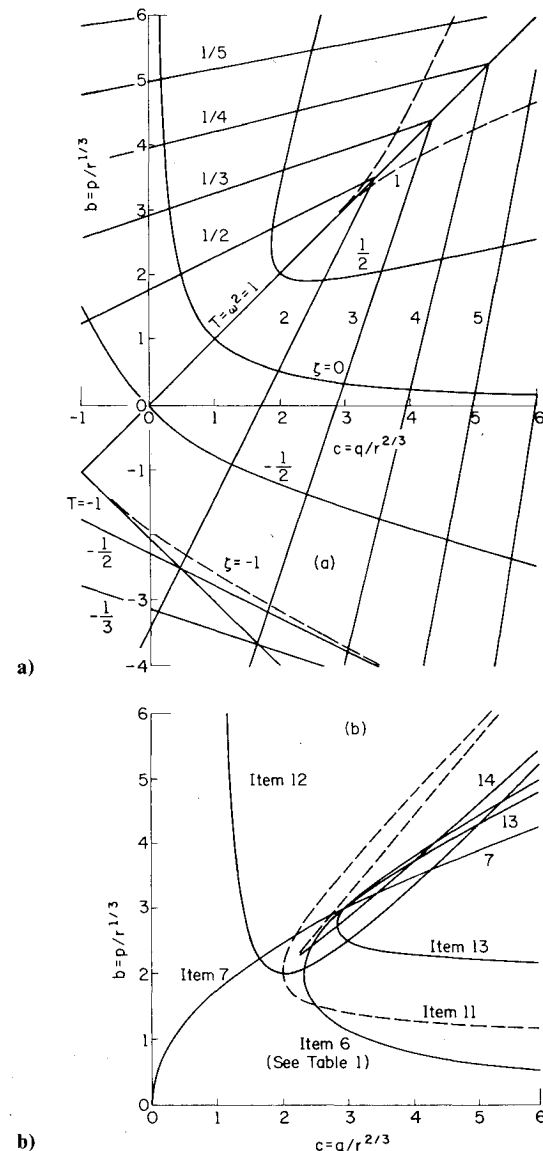 6
1/5
5
1/4
4
1/3
3
1/2
2
1
b=p/r^{1/3}
1
1/2
T=ω²=1
2
3
4
5
ζ=0
-1
0
1
2
3
4
5
6
c=q/r^{2/3}
-1/2
-1
T=-1
-1/2
ζ=-1
(a)
-1/3
-3
-4
a)
6
(b)
5
Item 12
14
4
13
7
3
b=p/r^{1/3}
Item 7
Item 13
2
Item 11
1
Item 6
(See Table 1)
0
0
1
2
3
4
5
6
c=q/r^{2/3}
b)